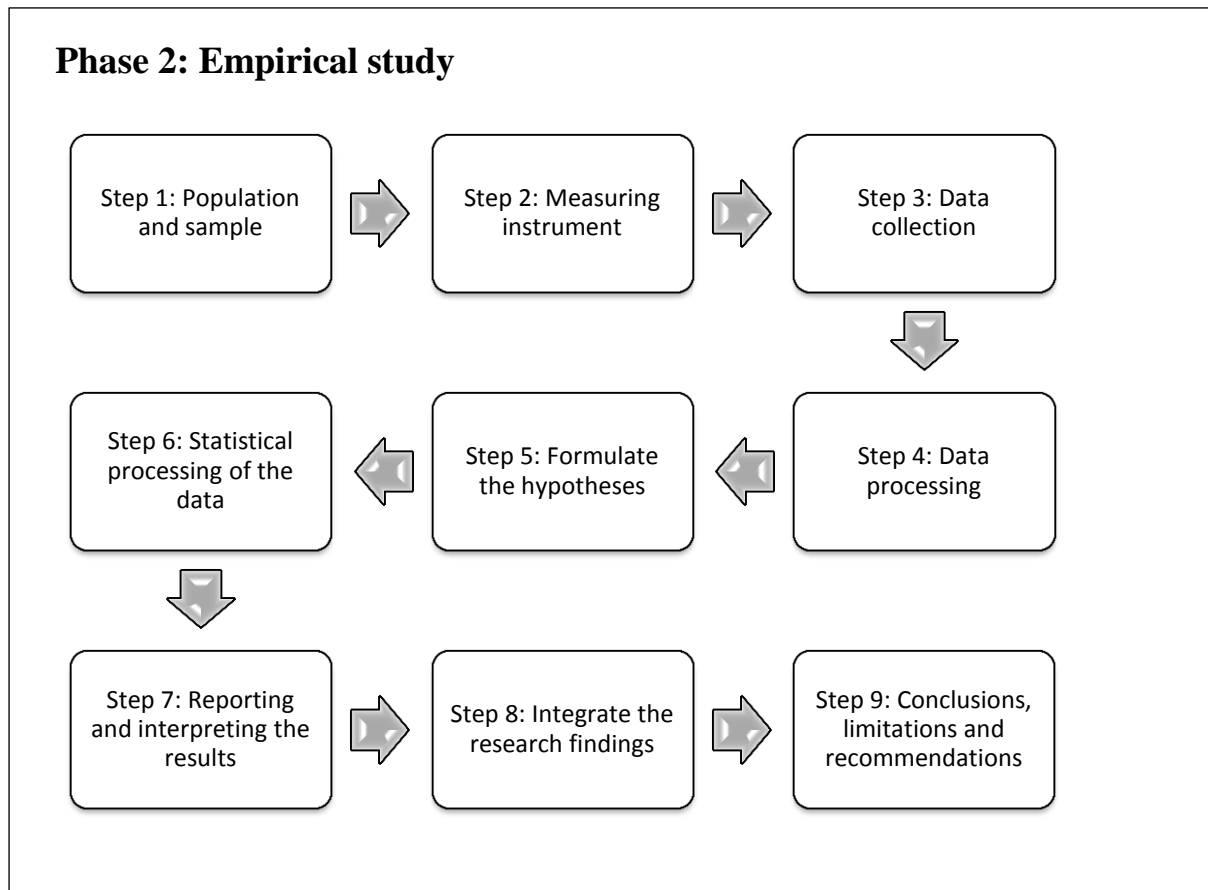 Phase 2: Empirical study
Step 1: Population
and sample
Step 2: Measuring
instrument
Step 3: Data
collection
Step 4: Data
processing
Step 5: Formulate
the hypotheses
Step 6: Statistical
processing of the
data
Step 7: Reporting
and interpreting the
results
Step 8: Integrate the
research findings
Step 9: Conclusions,
limitations and
recommendations